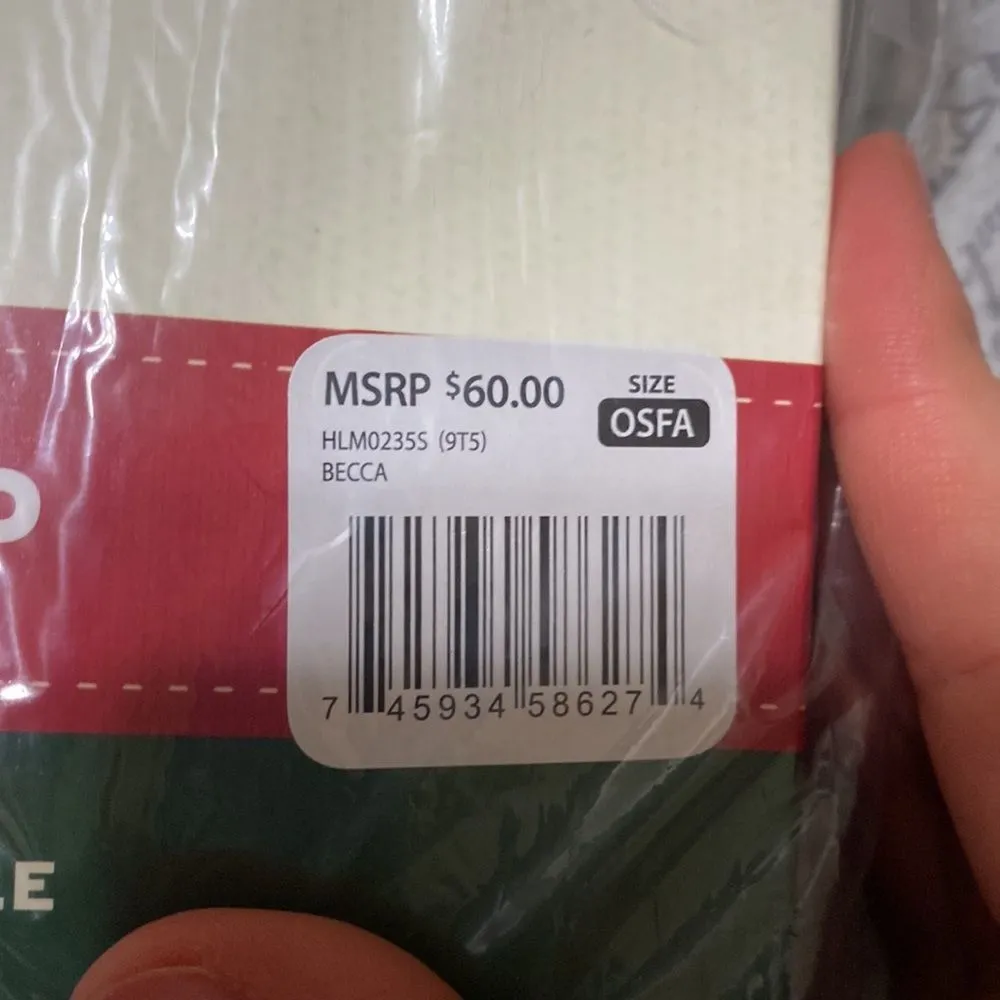 MSRP $60.00
SIZE
OSFA
HLM0235S (9T5)
BECCA
7 45934 58627 4